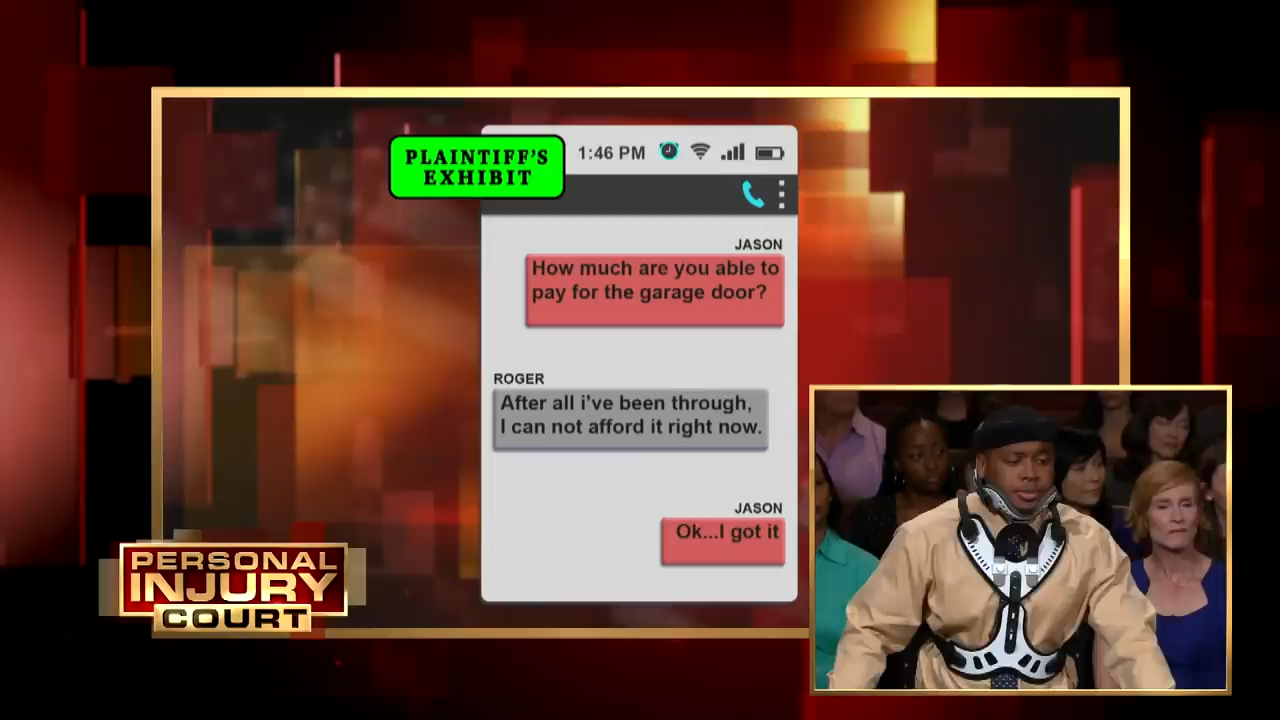 PLAINTIFF'S
EXHIBIT
1:46 PM
JASON
How much are you able to
pay for the garage door?
ROGER
After all i've been through,
I can not afford it right now.
JASON
Ok...I got it
PERSONAL
INJURY
COURT